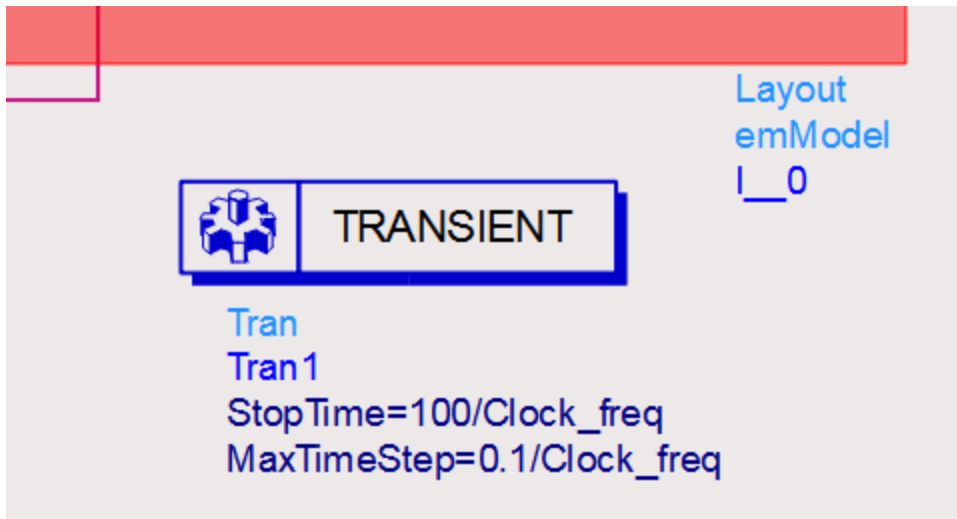 Layout
emModel
I__0
TRANSIENT
Tran
Tran1
StopTime=100/Clock_freq
MaxTimeStep=0.1/Clock_freq